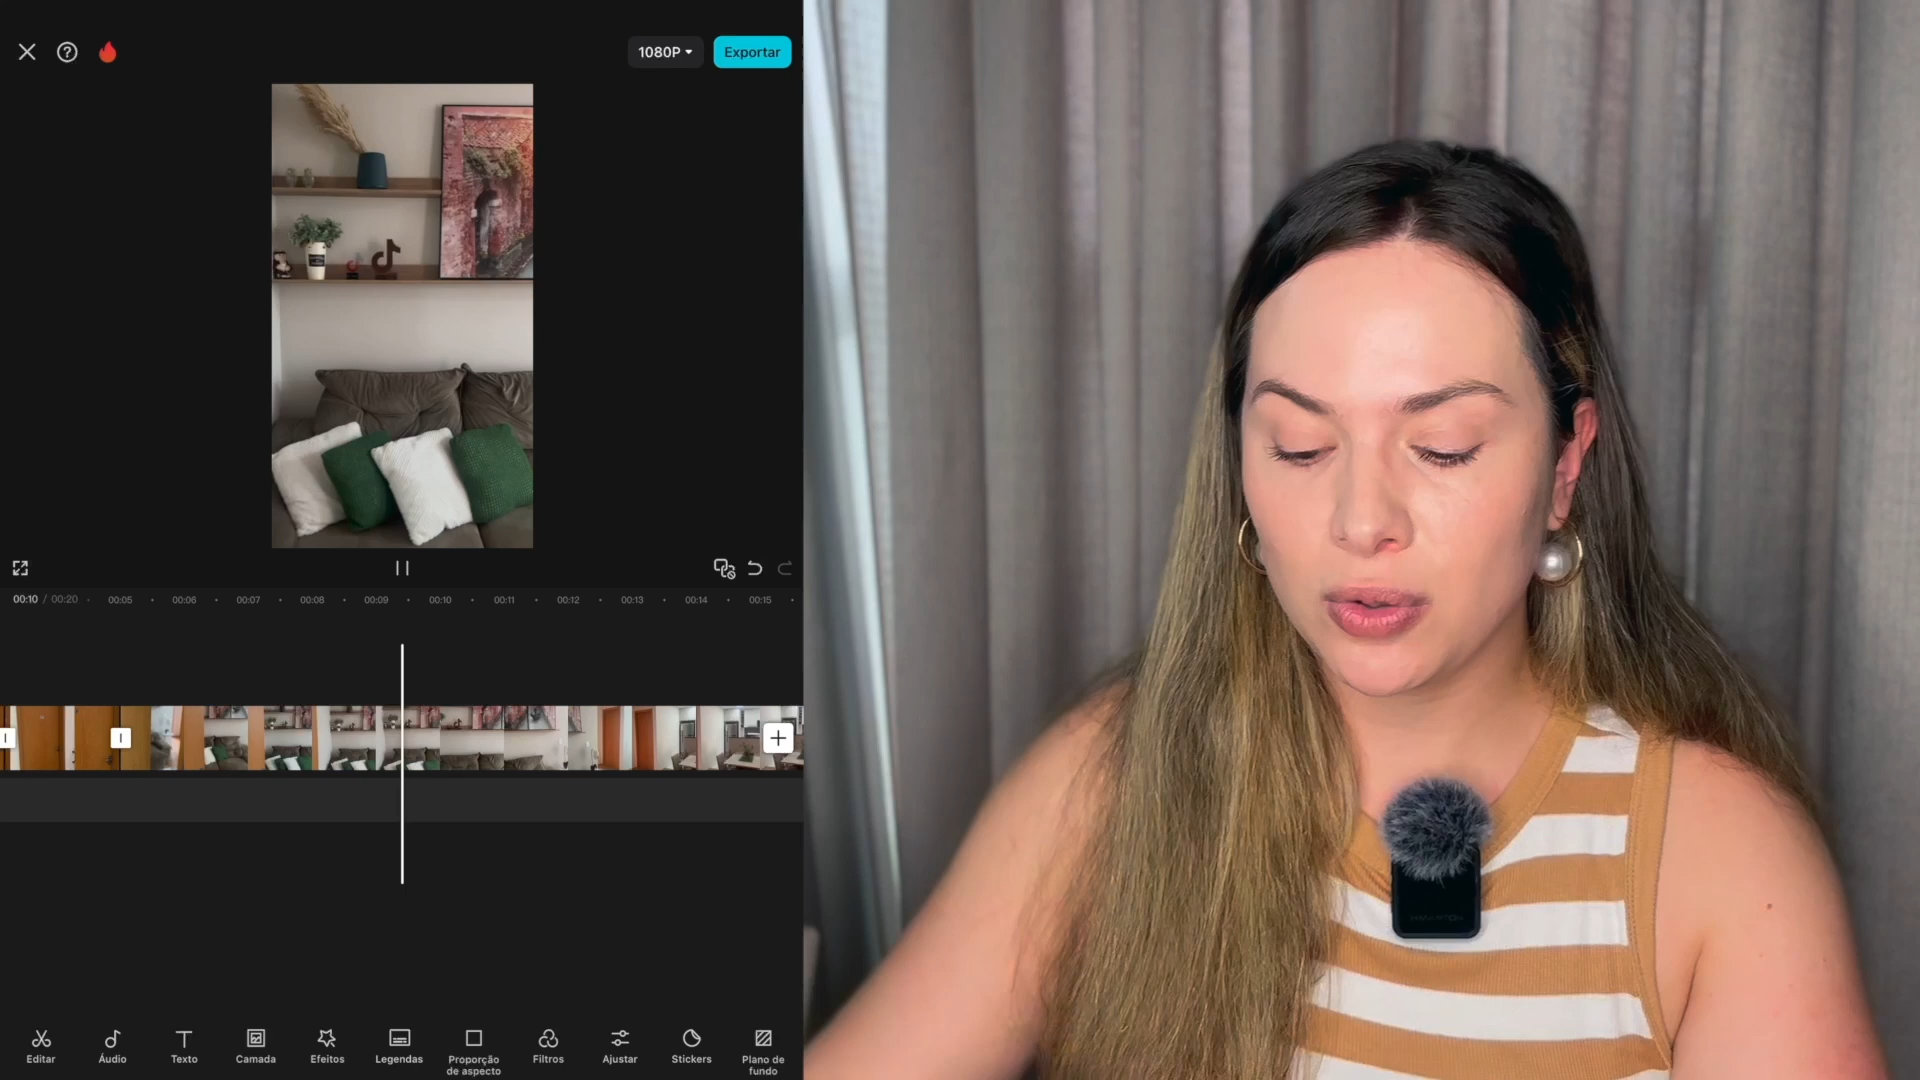 1080P
Exportar
00:10 / 00:20
00:05
00:06
00:07
00:08
00:09
00:10
00:11
00:12
00:13
00:14
00:15
Editar
Áudio
Texto
Camada
Efeitos
Legendas
Proporção
de aspecto
Filtros
Ajustar
Stickers
Plano de
fundo